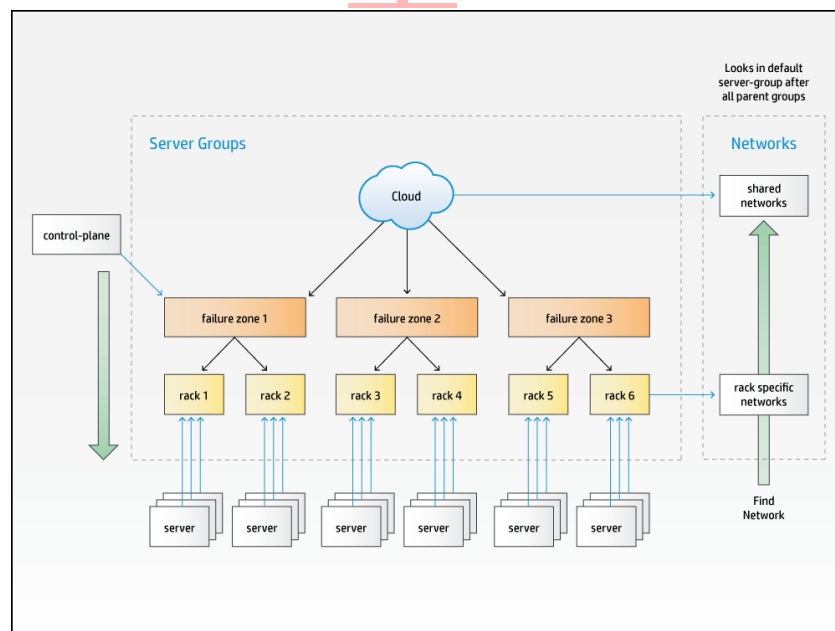 Looks in default
server-group after
all parent groups
Server Groups
Networks
Cloud
shared
networks
control-plane
failure zone 1
failure zone 2
failure zone 3
rack 1
rack 2
rack 3
rack 4
rack 5
rack 6
rack specific
networks
Find
Network
server
server
server
server
server
server